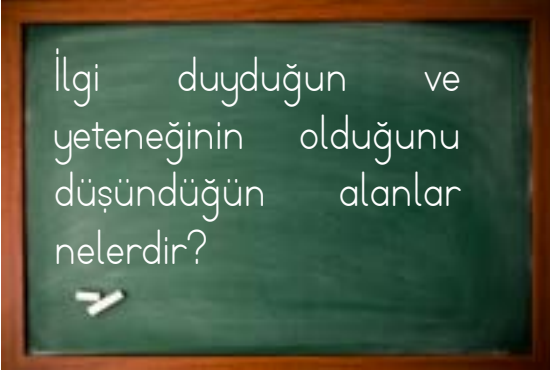 İlgi duyduğun ve
yeteneğinin olduğunu
düşündüğün alanlar
nelerdir?